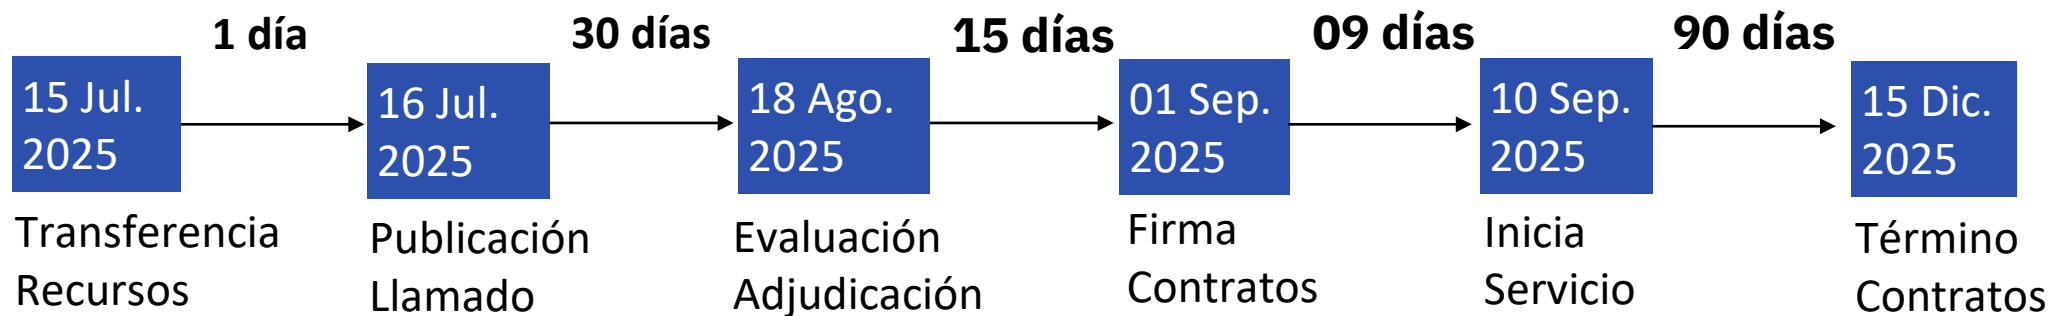 1 día
30 días
15 días
09 días
90 días
15 Jul.
2025
16 Jul.
2025
18 Ago.
2025
01 Sep.
2025
10 Sep.
2025
15 Dic.
2025
Transferencia
Recursos
Publicación
Llamado
Evaluación
Adjudicación
Firma
Contratos
Inicia
Servicio
Término
Contratos